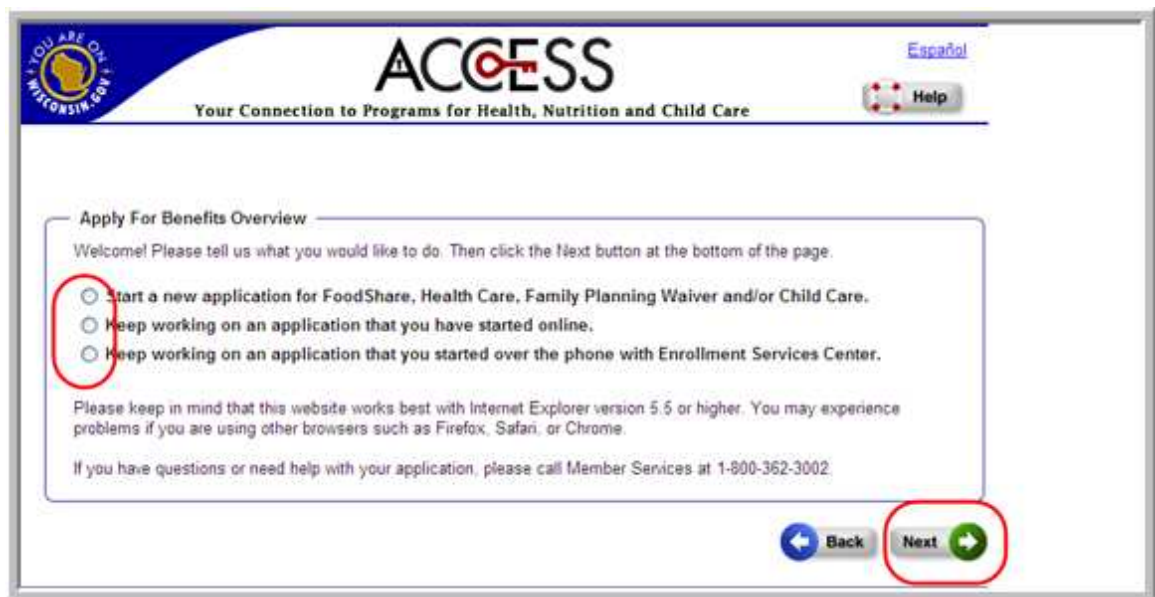 YOU ARE ON
WISCONSIN.GOV
ACCESS
Your Connection to Programs for Health, Nutrition and Child Care
Español
Help
Apply For Benefits Overview
Welcome! Please tell us what you would like to do. Then click the Next button at the bottom of the page.
Start a new application for FoodShare, Health Care, Family Planning Waiver and/or Child Care.
Keep working on an application that you have started online.
Keep working on an application that you started over the phone with Enrollment Services Center.
Please keep in mind that this website works best with Internet Explorer version 5.5 or higher. You may experience
problems if you are using other browsers such as Firefox, Safari, or Chrome.
If you have questions or need help with your application, please call Member Services at 1-800-362-3002.
Back
Next